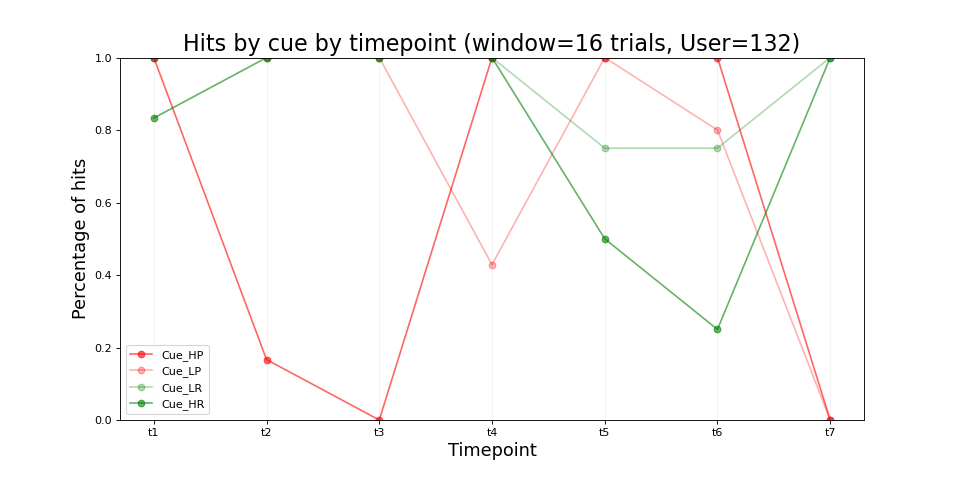 Hits by cue by timepoint (window=16 trials, User=132)
Percentage of hits
1.0
0.8
0.6
0.4
0.2
0.0
Cue_HP
Cue_LP
Cue_LR
Cue_HR
t1 t2 t3 t4 t5 t6 t7
Timepoint